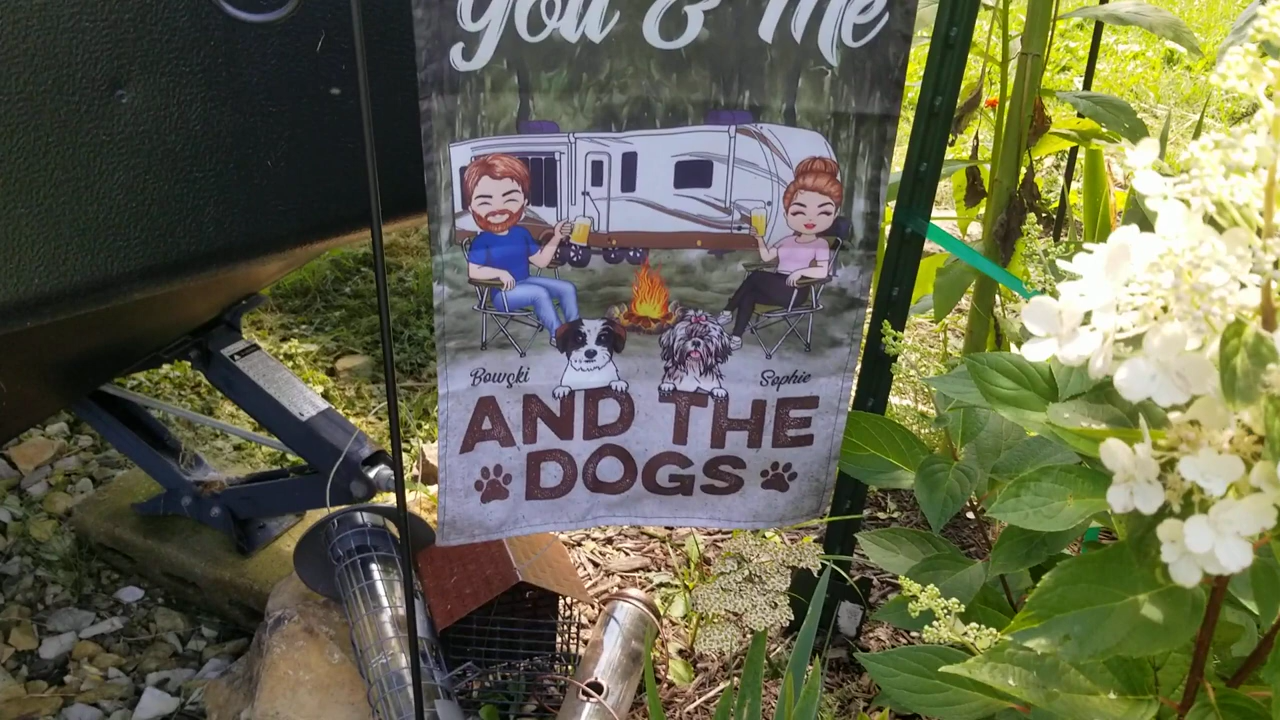 You & Me
Bowski
Sophie
AND THE
DOGS